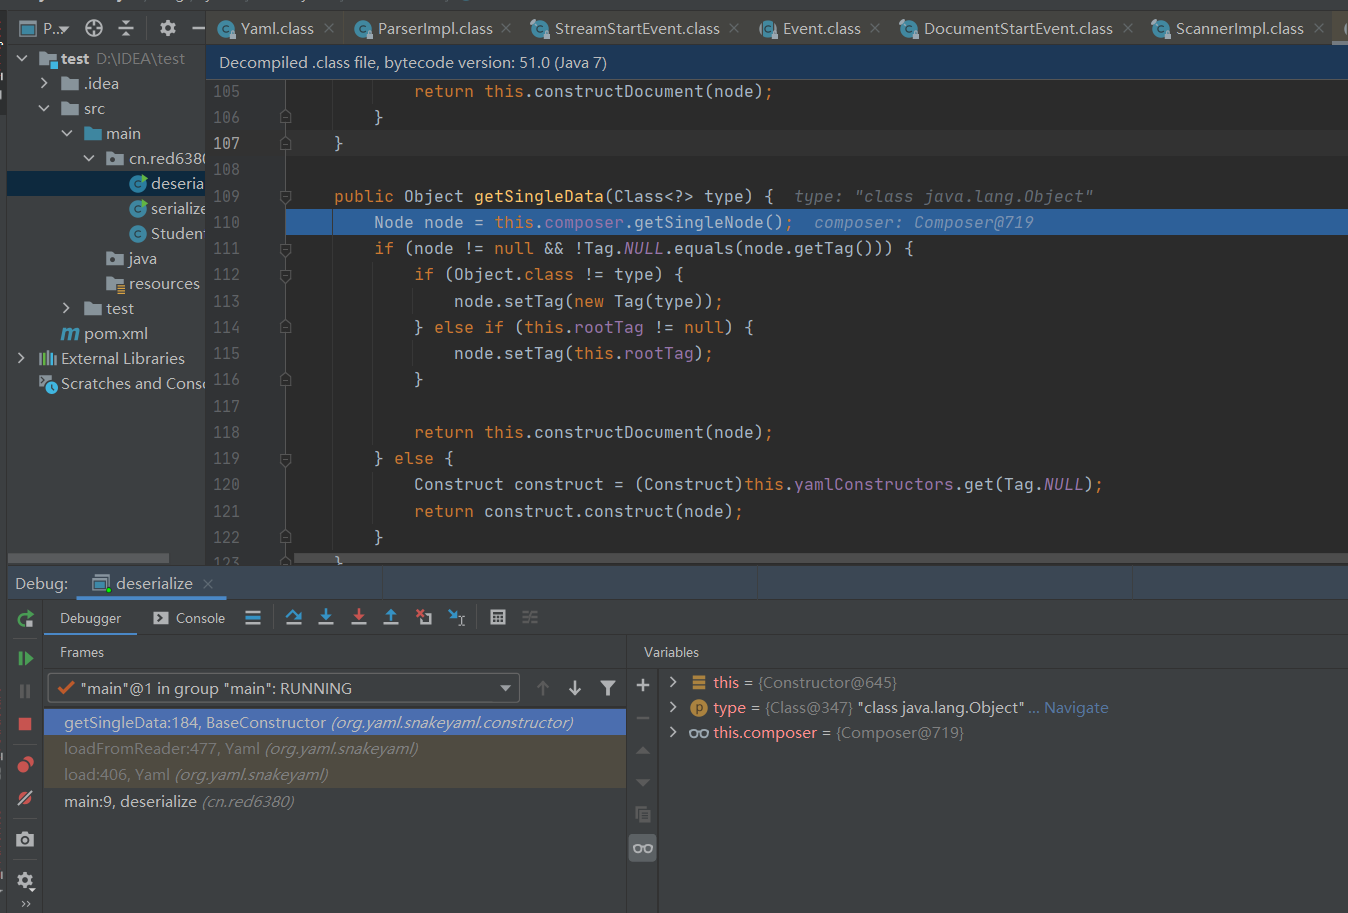 P...
Yaml.class
ParserImpl.class
StreamStartEvent.class
Event.class
DocumentStartEvent.class
ScannerImpl.class
test D:\IDEA\test
.idea
src
main
cn.red6380
deseria
serialize
Studen
java
resources
test
pom.xml
External Libraries
Scratches and Conso
Decompiled .class file, bytecode version: 51.0 (Java 7)
105 return this.constructDocument(node);
106 }
107 }
108
109 public Object getSingleData(Class<?> type) { type: "class java.lang.Object"
110 Node node = this.composer.getSingleNode(); composer: Composer@719
111 if (node != null && !Tag.NULL.equals(node.getTag())) {
112 if (Object.class != type) {
113 node.setTag(new Tag(type));
114 } else if (this.rootTag != null) {
115 node.setTag(this.rootTag);
116 }
117
118 return this.constructDocument(node);
119 } else {
120 Construct construct = (Construct)this.yamlConstructors.get(Tag.NULL);
121 return construct.construct(node);
122 }
123 }
Debug: deserialize
Debugger
Console
Frames
Variables
"main"@1 in group "main": RUNNING
getSingleData:184, BaseConstructor (org.yaml.snakeyaml.constructor)
loadFromReader:477, Yaml (org.yaml.snakeyaml)
load:406, Yaml (org.yaml.snakeyaml)
main:9, deserialize (cn.red6380)
this = {Constructor@645}
type = {Class@347} "class java.lang.Object" ... Navigate
this.composer = {Composer@719}